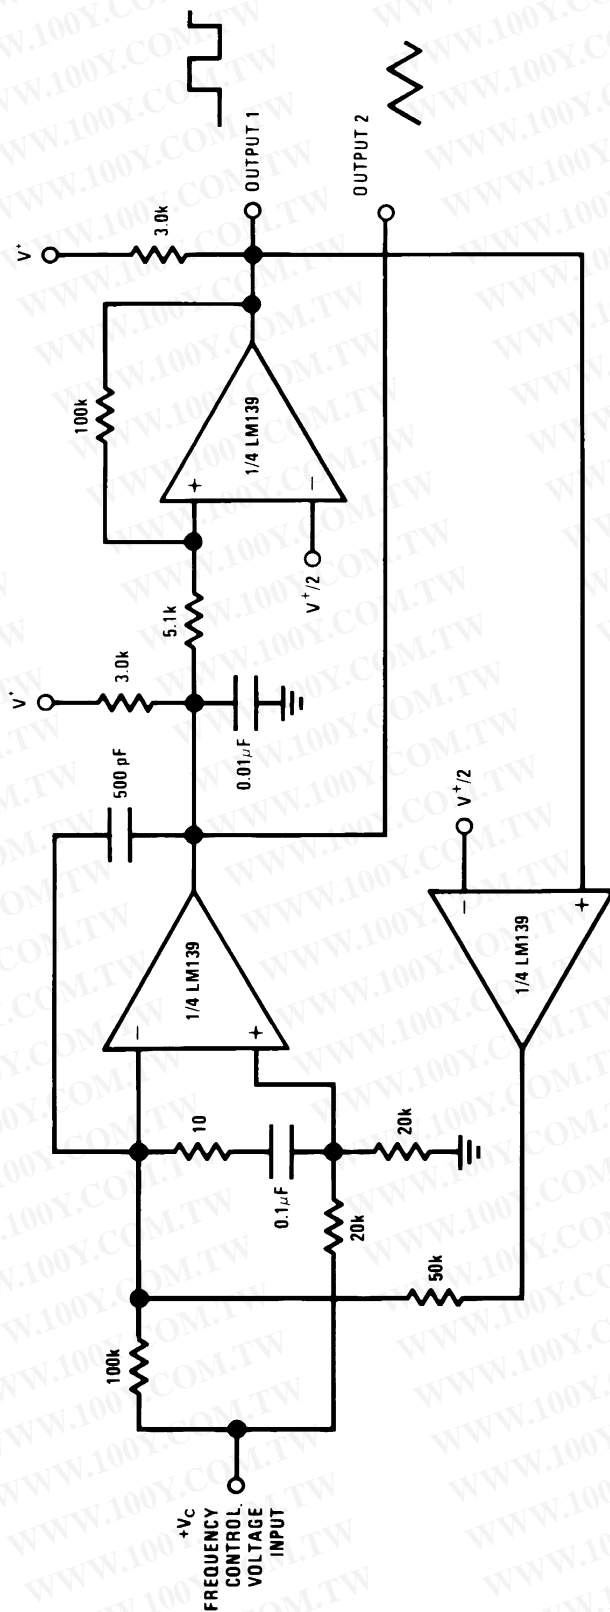 +VC
FREQUENCY
CONTROL
VOLTAGE
INPUT
100k
20k
50k
10
0.1μF
20k
1/4 LM139
−
+
500 pF
V+
3.0k
0.01μF
5.1k
100k
1/4 LM139
+
−
V+/2
V+
3.0k
OUTPUT 1
OUTPUT 2
V+/2
1/4 LM139
−
+
WWW.100Y.COM.TW